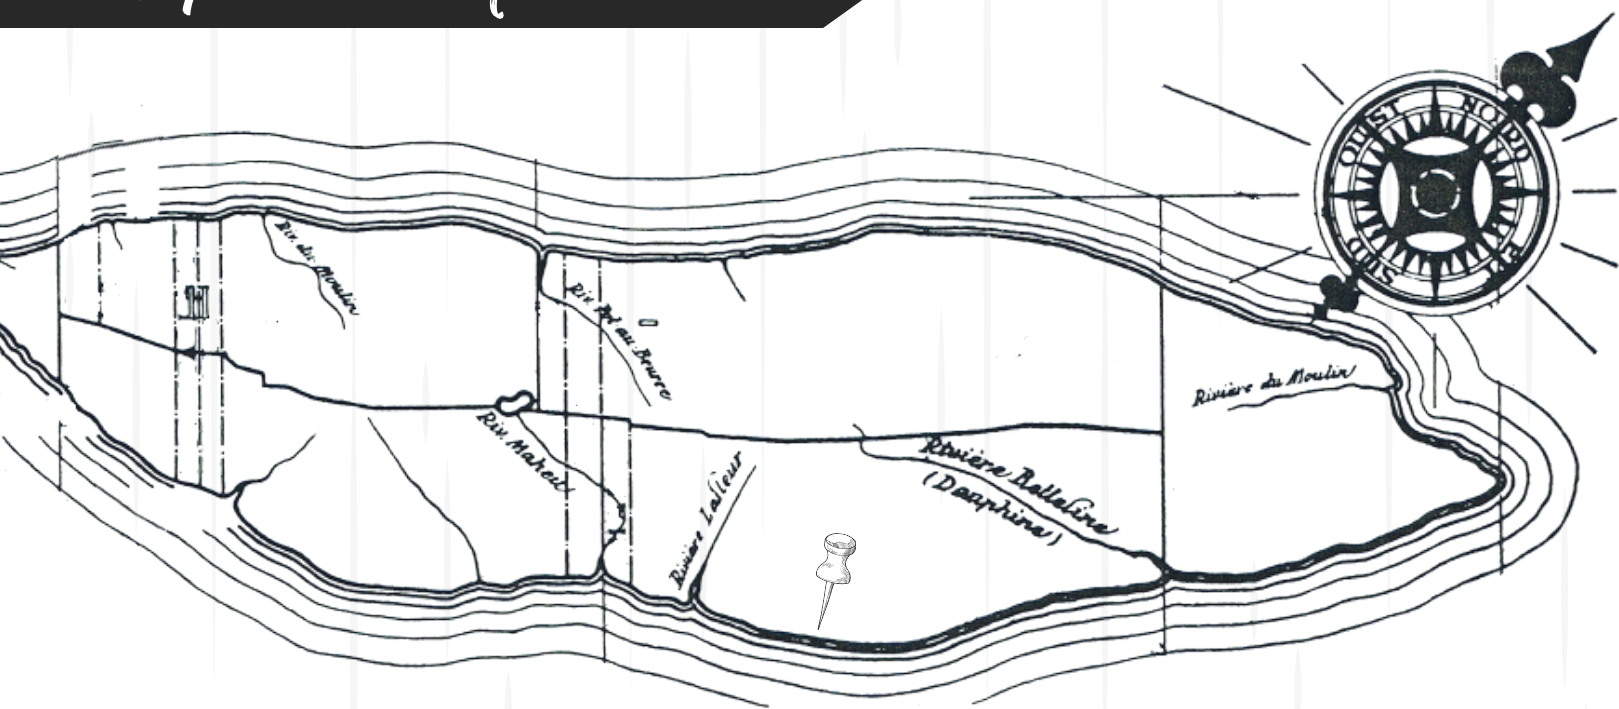 OUEST
NORD
SUD
EST
Riv. du Moulin
Riv. Pot au Beurre
Rivière du Moulin
Riv. Maheu
Rivière Lafleur
Rivière Bellefine
(Dauphine)